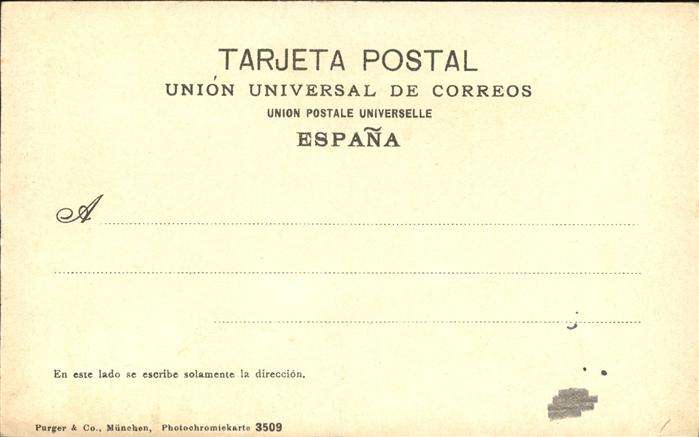 TARJETA POSTAL
UNIÓN UNIVERSAL DE CORREOS
UNION POSTALE UNIVERSELLE
ESPAÑA
A
En este lado se escribe solamente la dirección.
Purger & Co., München, Photochromiekarte 3509